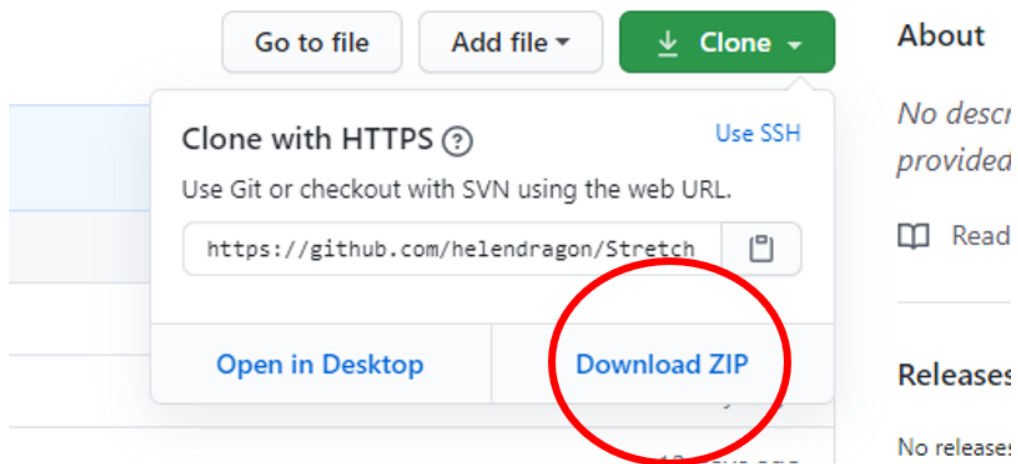 Go to file
Add file
Clone
About
Clone with HTTPS
Use SSH
No
provided
Use Git or checkout with SVN using the web URL.
https://github.com/helendragon/Stretch
Read
Open in Desktop
Download ZIP
Releases
No releases
ago